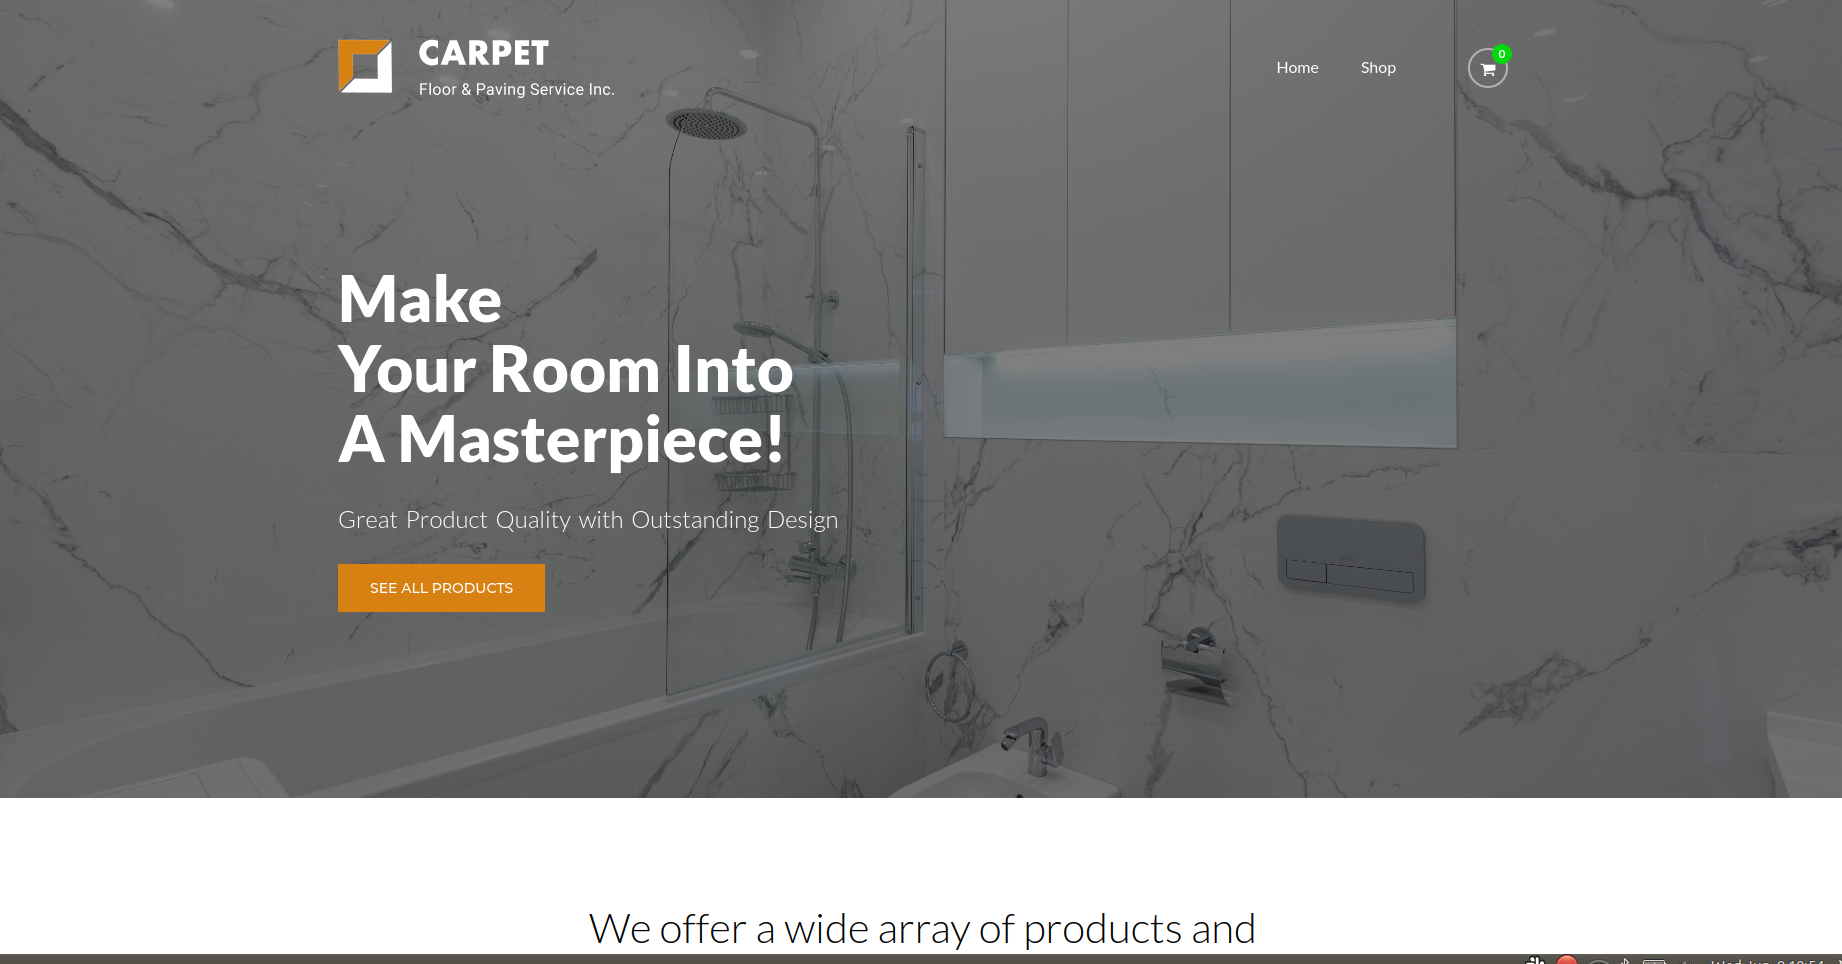 CARPET
Floor & Paving Service Inc.
Home
Shop
0
Make
Your Room Into
A Masterpiece!
Great Product Quality with Outstanding Design
SEE ALL PRODUCTS
We offer a wide array of products and